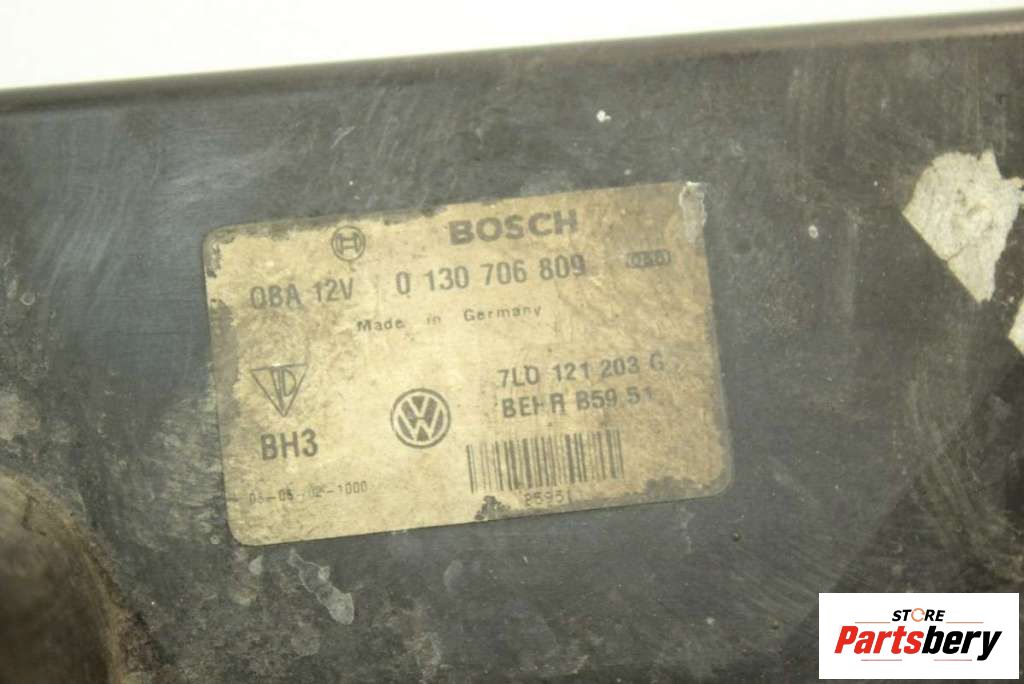 BOSCH
0BA 12V 0 130 706 809
Made in Germany
7L0 121 203 G
BEHR B59 51
BH3
-1000
STORE
Partsbery